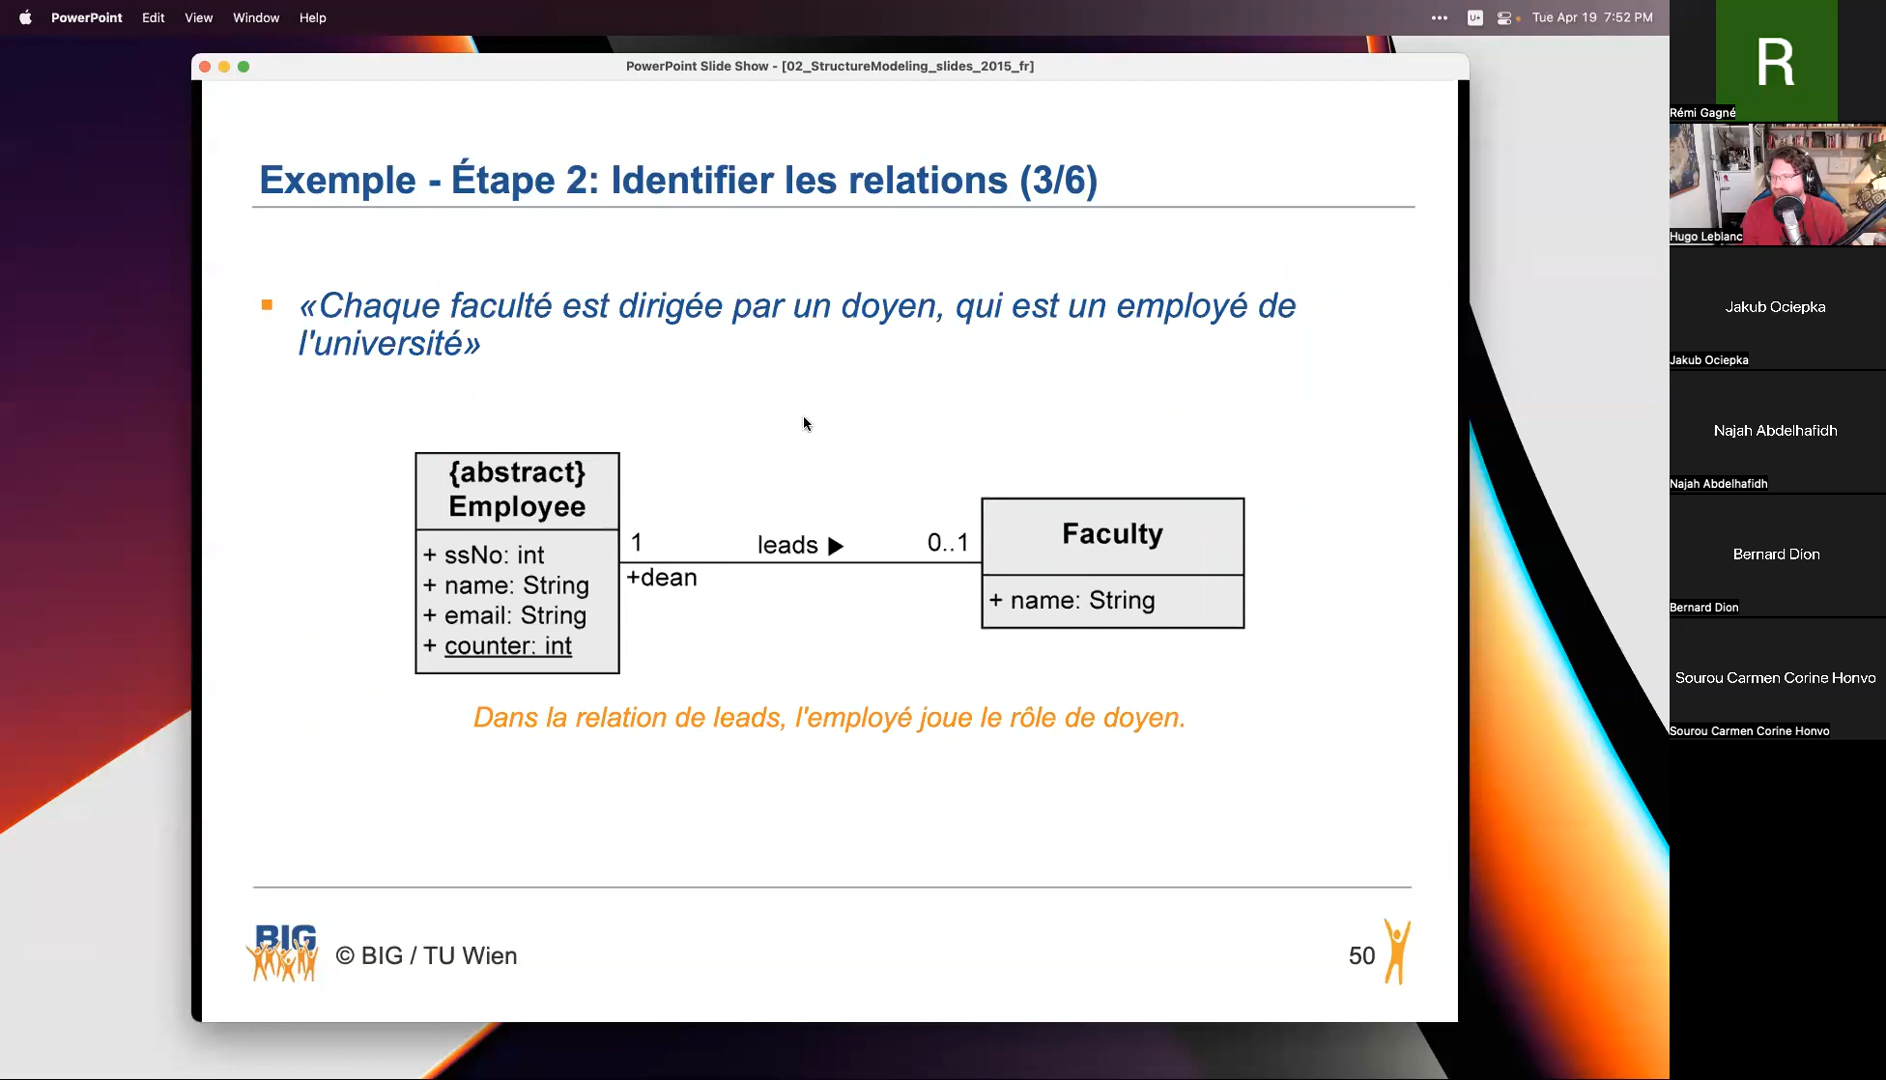 PowerPoint Edit View Window Help
••• U+ Tue Apr 19 7:52 PM
PowerPoint Slide Show - [02_StructureModeling_slides_2015_fr]
Exemple - Étape 2: Identifier les relations (3/6)
«Chaque faculté est dirigée par un doyen, qui est un employé de
l'université»
{abstract}
Employee
+ ssNo: int
+ name: String
+ email: String
+ counter: int
1
leads ▶
0..1
+dean
Faculty
+ name: String
Dans la relation de leads, l'employé joue le rôle de doyen.
BIG
© BIG / TU Wien
50
R
Rémi Gagné
Hugo Leblanc
Jakub Ociepka
Jakub Ociepka
Najah Abdelhafidh
Najah Abdelhafidh
Bernard Dion
Bernard Dion
Sourou Carmen Corine Honvo
Sourou Carmen Corine Honvo